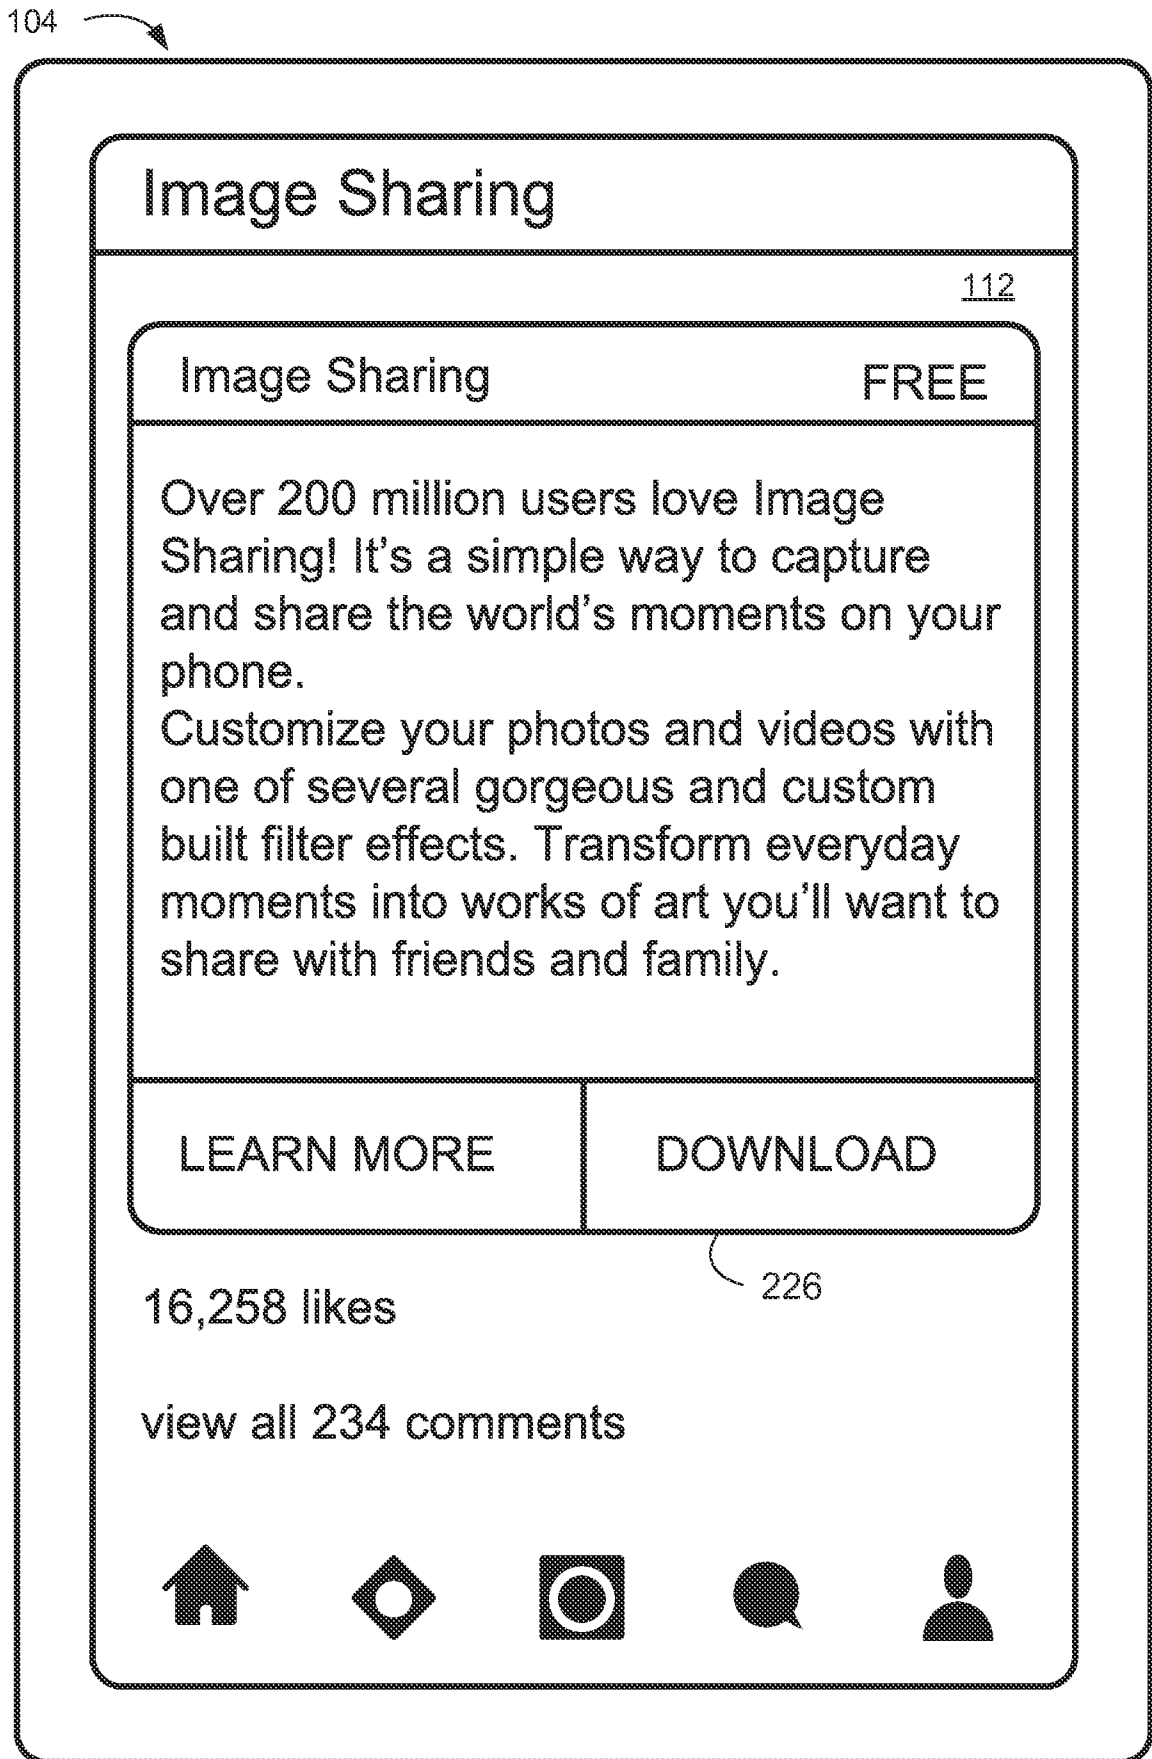 104
Image Sharing
112
Image Sharing FREE
Over 200 million users love Image
Sharing! It's a simple way to capture
and share the world's moments on your
phone.
Customize your photos and videos with
one of several gorgeous and custom
built filter effects. Transform everyday
moments into works of art you'll want to
share with friends and family.
LEARN MORE DOWNLOAD
226
16,258 likes
view all 234 comments